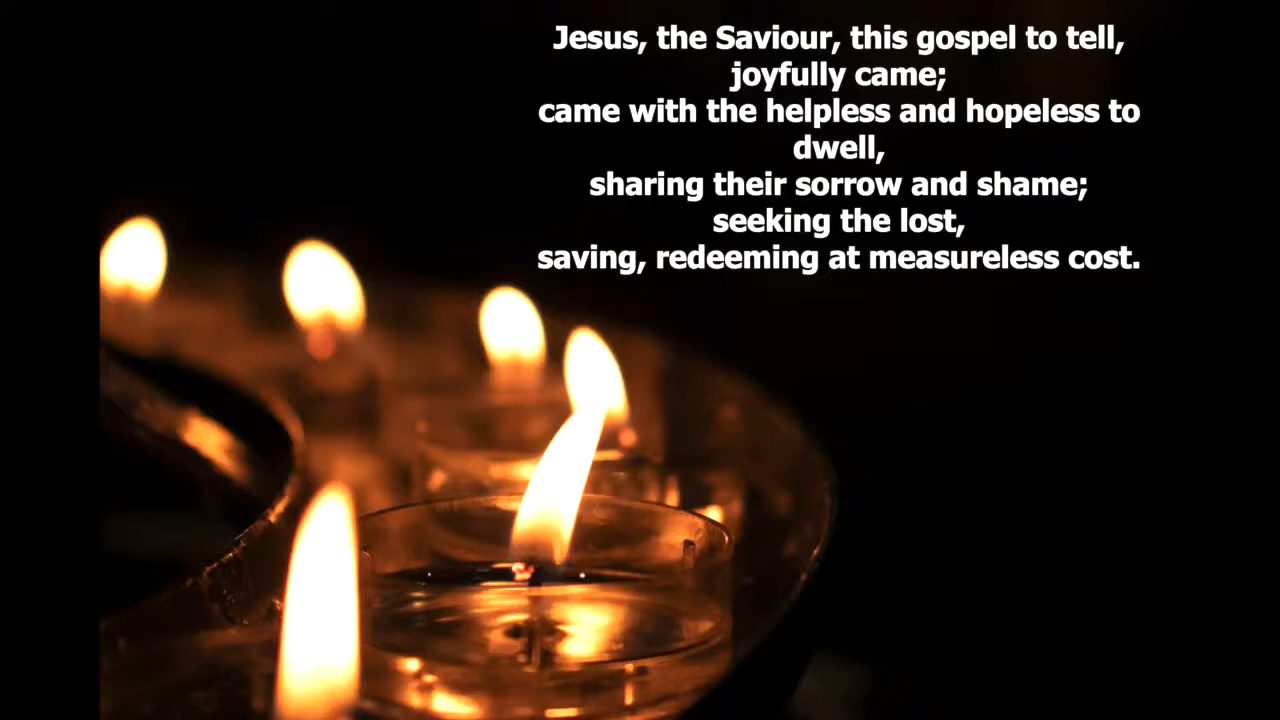 Jesus, the Saviour, this gospel to tell,
joyfully came;
came with the helpless and hopeless to
dwell,
sharing their sorrow and shame;
seeking the lost,
saving, redeeming at measureless cost.